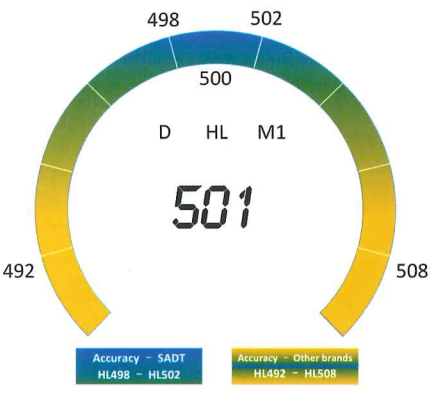 498 502
500
D HL M1
501
492 508
Accuracy - SADT
HL498 - HL502
Accuracy - Other brands
HL492 - HL508